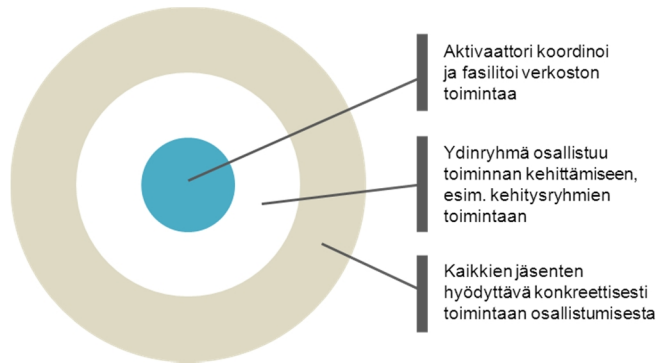 Aktivaattori koordinoi
ja fasilitoi verkoston
toimintaa
Ydinryhmä osallistuu
toiminnan kehittämiseen,
esim. kehitysryhmien
toimintaan
Kaikkien jäsenten
hyödyttävä konkreettisesti
toimintaan osallistumisesta